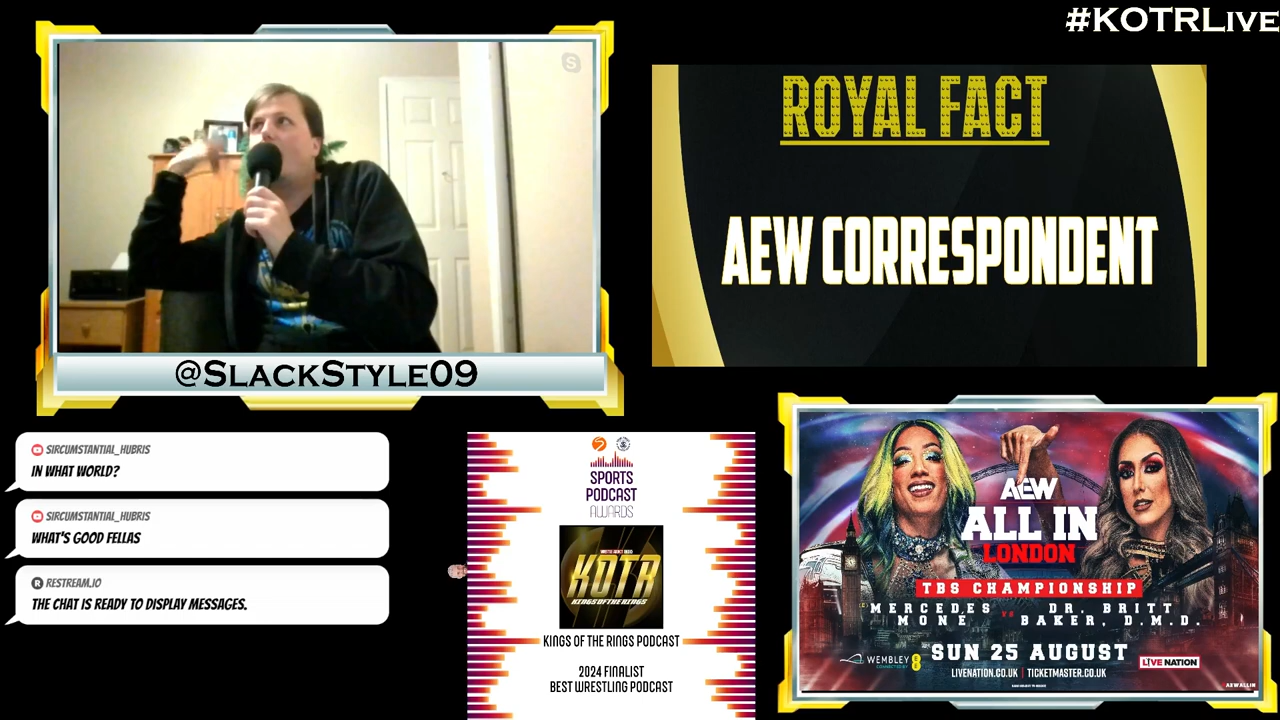 #KOTRLive
ROYAL FACT
AEW CORRESPONDENT
@SlackStyle09
SIRCUMSTANTIAL_HUBRIS
IN WHAT WORLD?
SIRCUMSTANTIAL_HUBRIS
WHAT'S GOOD FELLAS
RESTREAM.IO
THE CHAT IS READY TO DISPLAY MESSAGES.
SPORTS
PODCAST
AWARDS
KOTR
KINGS OF THE RINGS
KINGS OF THE RINGS PODCAST
2024 FINALIST
BEST WRESTLING PODCAST
AEW
ALL IN
LONDON
TBS CHAMPIONSHIP
MERCEDES MONE VS DR. BRITT BAKER, D.M.D.
SUN 25 AUGUST
WEMBLEY
LIVENATION.CO.UK | TICKETMASTER.CO.UK
LIVE NATION